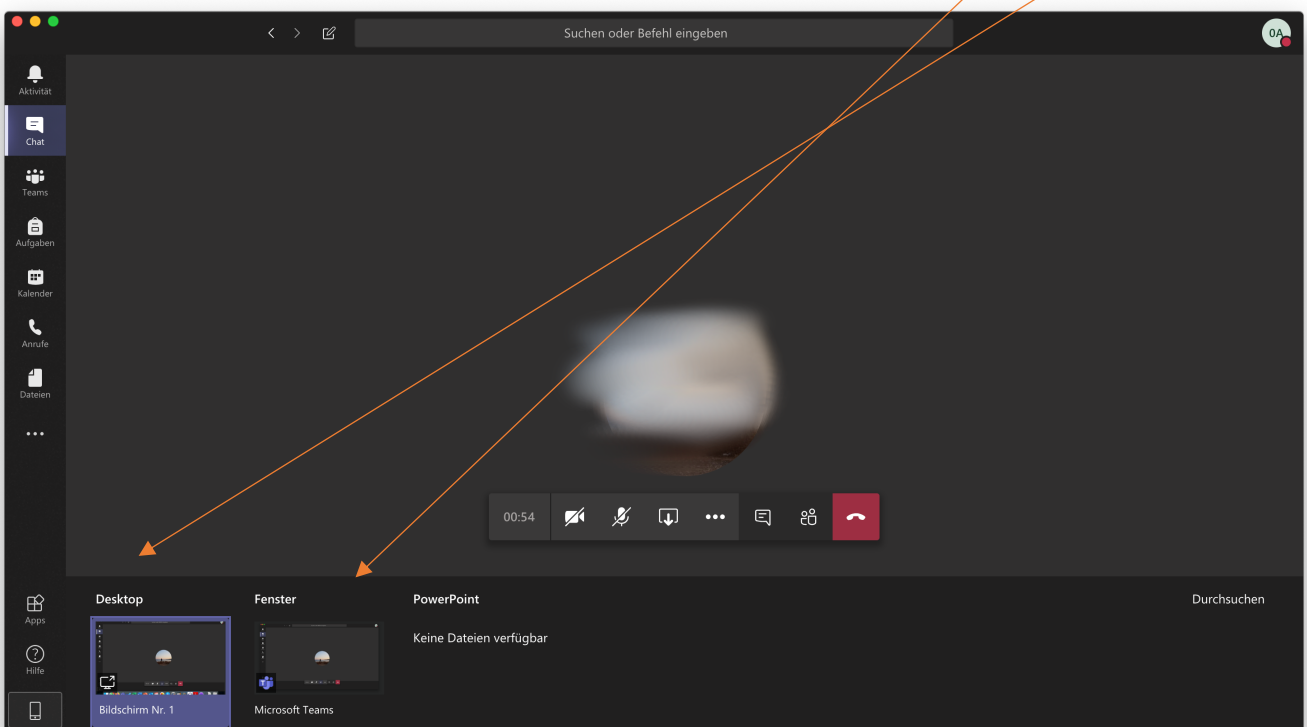 Suchen oder Befehl eingeben
0A
Aktivität
Chat
Teams
Aufgaben
Kalender
Anrufe
Dateien
00:54
Apps
Hilfe
Desktop
Fenster
PowerPoint
Durchsuchen
Keine Dateien verfügbar
Bildschirm Nr. 1
Microsoft Teams